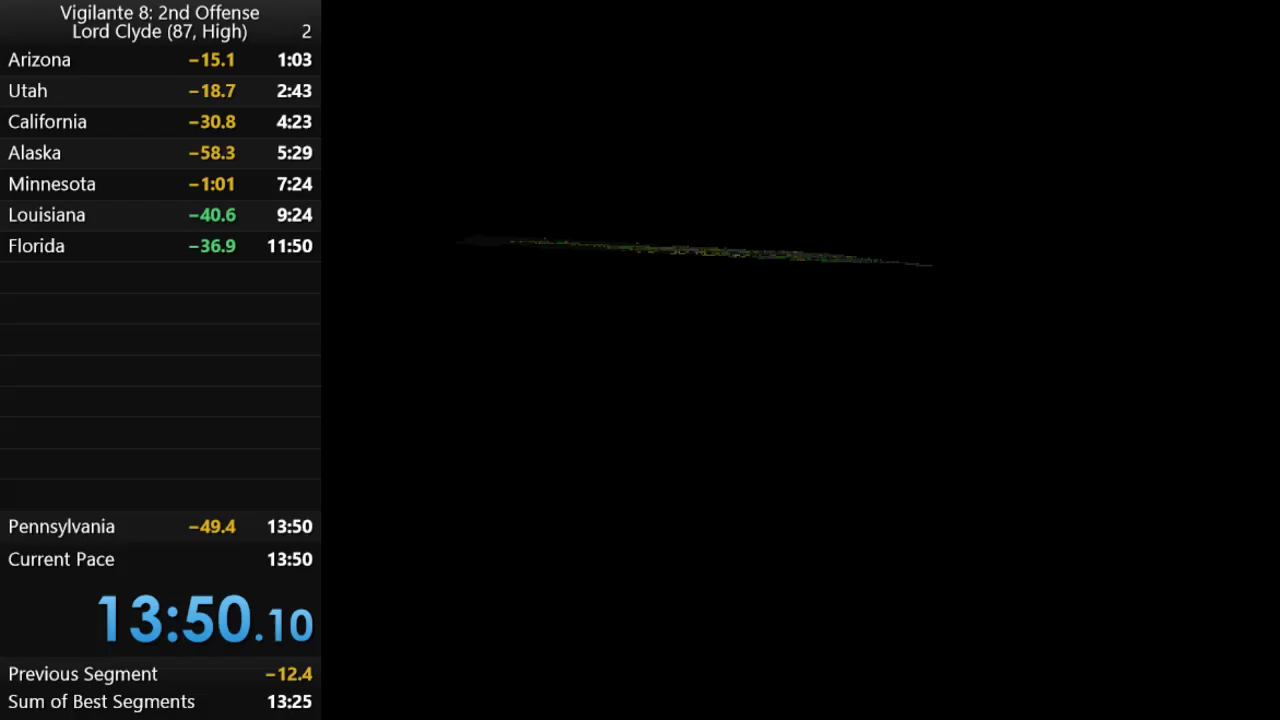 Vigilante 8: 2nd Offense
Lord Clyde (87, High) 2
Arizona −15.1 1:03
Utah −18.7 2:43
California −30.8 4:23
Alaska −58.3 5:29
Minnesota −1:01 7:24
Louisiana −40.6 9:24
Florida −36.9 11:50
Pennsylvania −49.4 13:50
Current Pace 13:50
13:50.10
Previous Segment −12.4
Sum of Best Segments 13:25